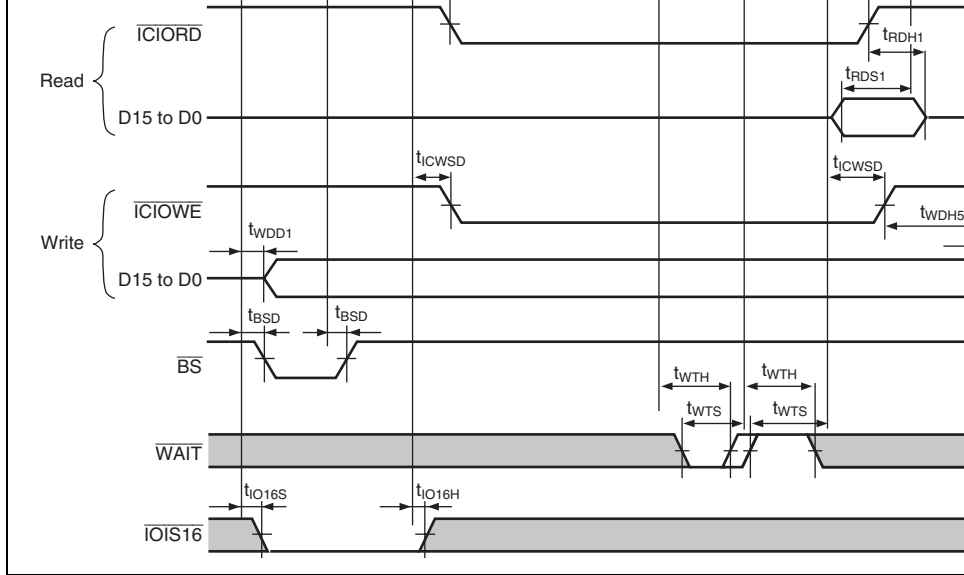 ICIORD
tRDH1
Read
tRDS1
D15 to D0
tICWSD
tICWSD
ICIOWE
tWDH5
Write
tWDD1
D15 to D0
tBSD
tBSD
BS
tWTH
tWTH
tWTS
tWTS
WAIT
tIO16S
tIO16H
IOIS16